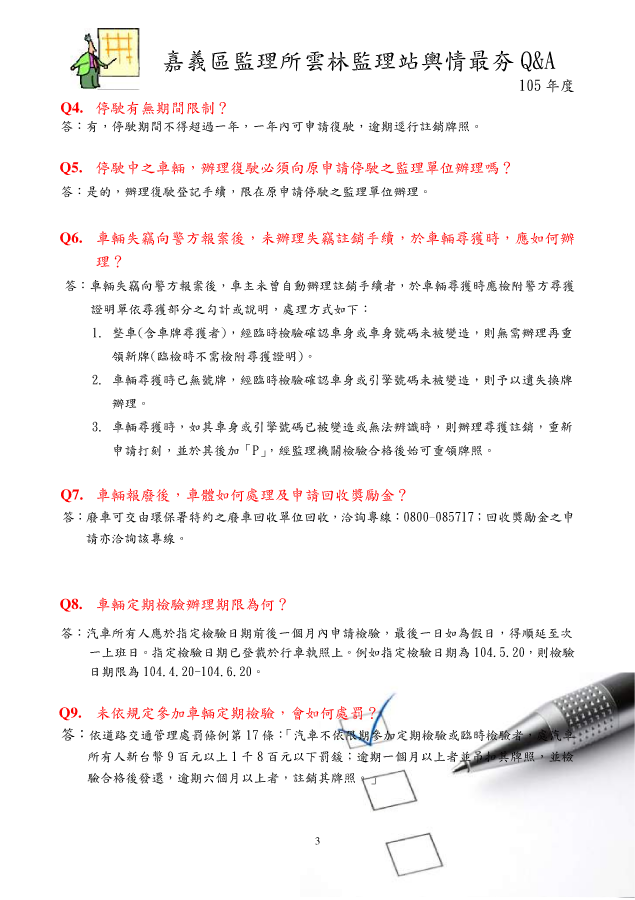 嘉義區監理所雲林監理站輿情最夯 Q&A
105 年度
Q4. 停駛有無期間限制？
答：有，停駛期間不得超過一年，一年內可申請復駛，逾期逕行註銷牌照。
Q5. 停駛中之車輛，辦理復駛必須向原申請停駛之監理單位辦理嗎？
答：是的，辦理復駛登記手續，限在原申請停駛之監理單位辦理。
Q6. 車輛失竊向警方報案後，未辦理失竊註銷手續，於車輛尋獲時，應如何辦
理？
答：車輛失竊向警方報案後，車主未曾自動辦理註銷手續者，於車輛尋獲時應檢附警方尋獲
證明單依尋獲部分之勾計或說明，處理方式如下：
1. 整車(含車牌尋獲者)，經臨時檢驗確認車身或車身號碼未被變造，則無需辦理再重
領新牌(臨檢時不需檢附尋獲證明)。
2. 車輛尋獲時已無號牌，經臨時檢驗確認車身或引擎號碼未被變造，則予以遺失換牌
辦理。
3. 車輛尋獲時，如其車身或引擎號碼已被變造或無法辨識時，則辦理尋獲註銷，重新
申請打刻，並於其後加「P」，經監理機關檢驗合格後始可重領牌照。
Q7. 車輛報廢後，車體如何處理及申請回收獎勵金？
答：廢車可交由環保署特約之廢車回收單位回收，洽詢專線：0800-085717；回收獎勵金之申
請亦洽詢該專線。
Q8. 車輛定期檢驗辦理期限為何？
答：汽車所有人應於指定檢驗日期前後一個月內申請檢驗，最後一日如為假日，得順延至次
一上班日。指定檢驗日期已登載於行車執照上。例如指定檢驗日期為 104.5.20，則檢驗
日期限為 104.4.20-104.6.20。
Q9. 未依規定參加車輛定期檢驗，會如何處罰？
答：依道路交通管理處罰條例第 17 條：「汽車不依限期參加定期檢驗或臨時檢驗者，處汽車
所有人新台幣 9 百元以上 1 千 8 百元以下罰鍰；逾期一個月以上者並吊扣其牌照，並檢
驗合格後發還，逾期六個月以上者，註銷其牌照。」
3